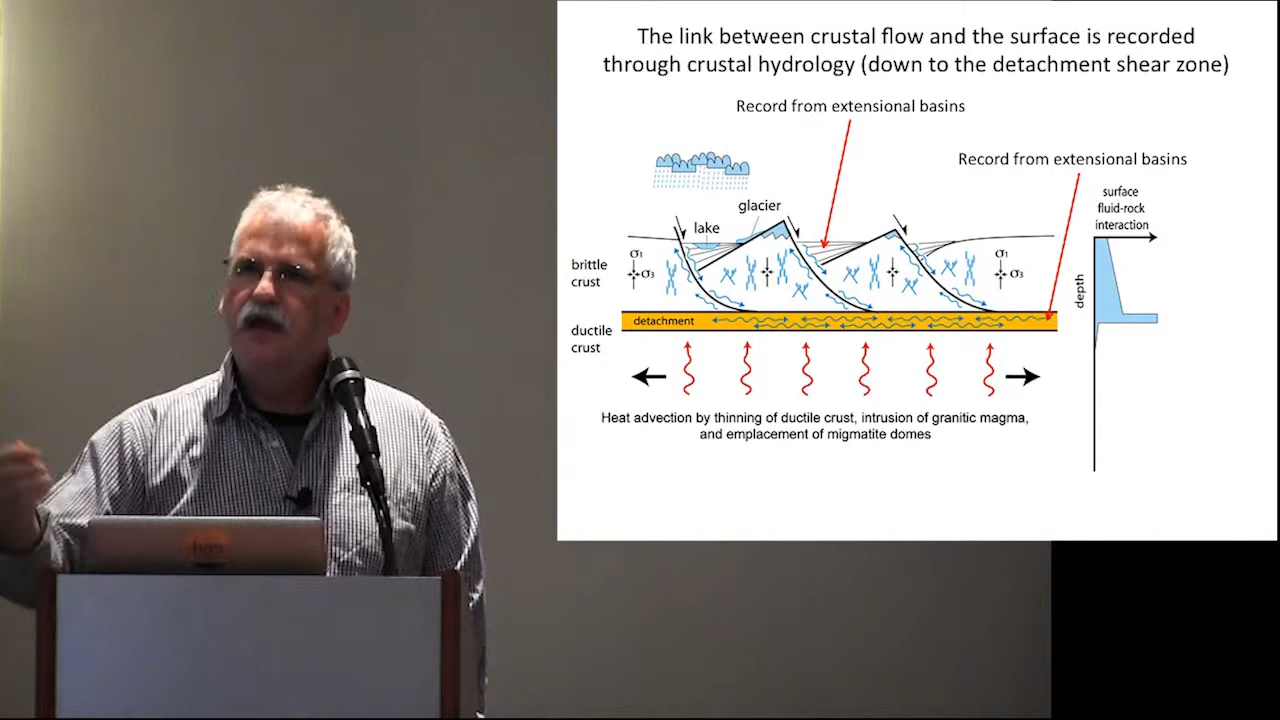 The link between crustal flow and the surface is recorded
through crustal hydrology (down to the detachment shear zone)
Record from extensional basins
Record from extensional basins
surface
fluid-rock
interaction
glacier
lake
brittle
crust
σ1
σ3
σ1
σ3
depth
detachment
ductile
crust
Heat advection by thinning of ductile crust, intrusion of granitic magma,
and emplacement of migmatite domes